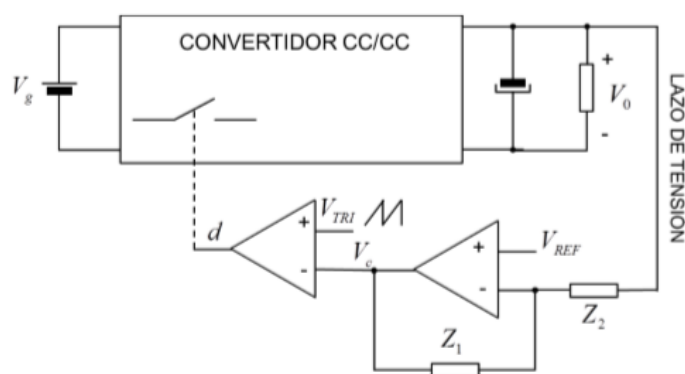 CONVERTIDOR CC/CC
V_g
+
V_0
-
LAZO DE TENSION
d
+
V_TRI
-
V_c
+
V_REF
-
Z_2
Z_1